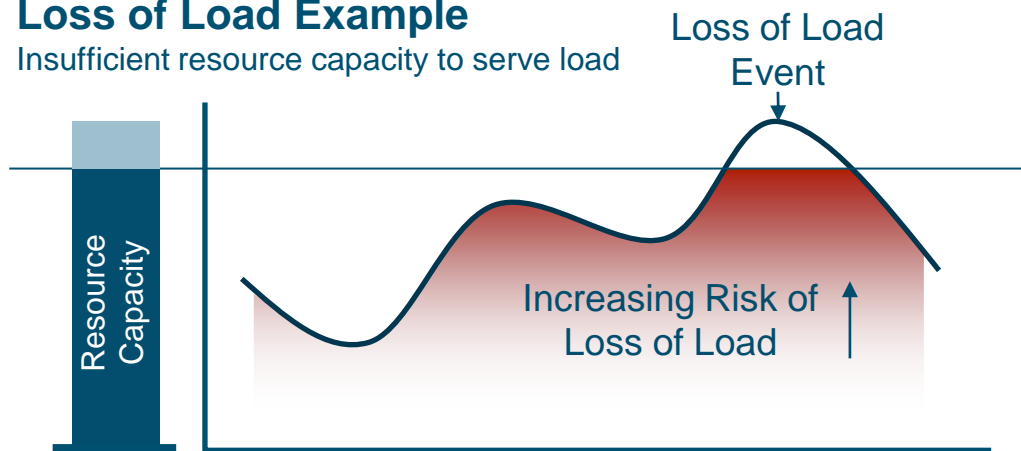 Loss of Load Example
Insufficient resource capacity to serve load
Loss of Load
Event
Resource
Capacity
Increasing Risk of
Loss of Load